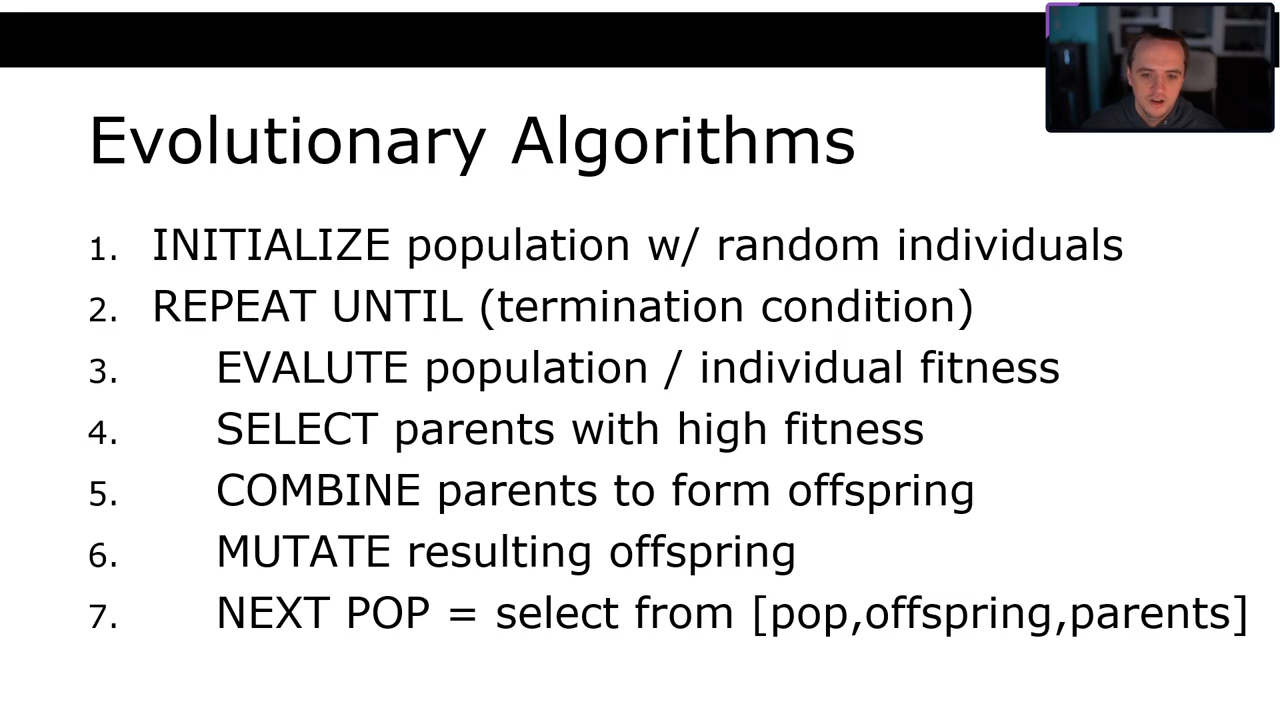 Evolutionary Algorithms
1. INITIALIZE population w/ random individuals
2. REPEAT UNTIL (termination condition)
3. EVALUTE population / individual fitness
4. SELECT parents with high fitness
5. COMBINE parents to form offspring
6. MUTATE resulting offspring
7. NEXT POP = select from [pop,offspring,parents]